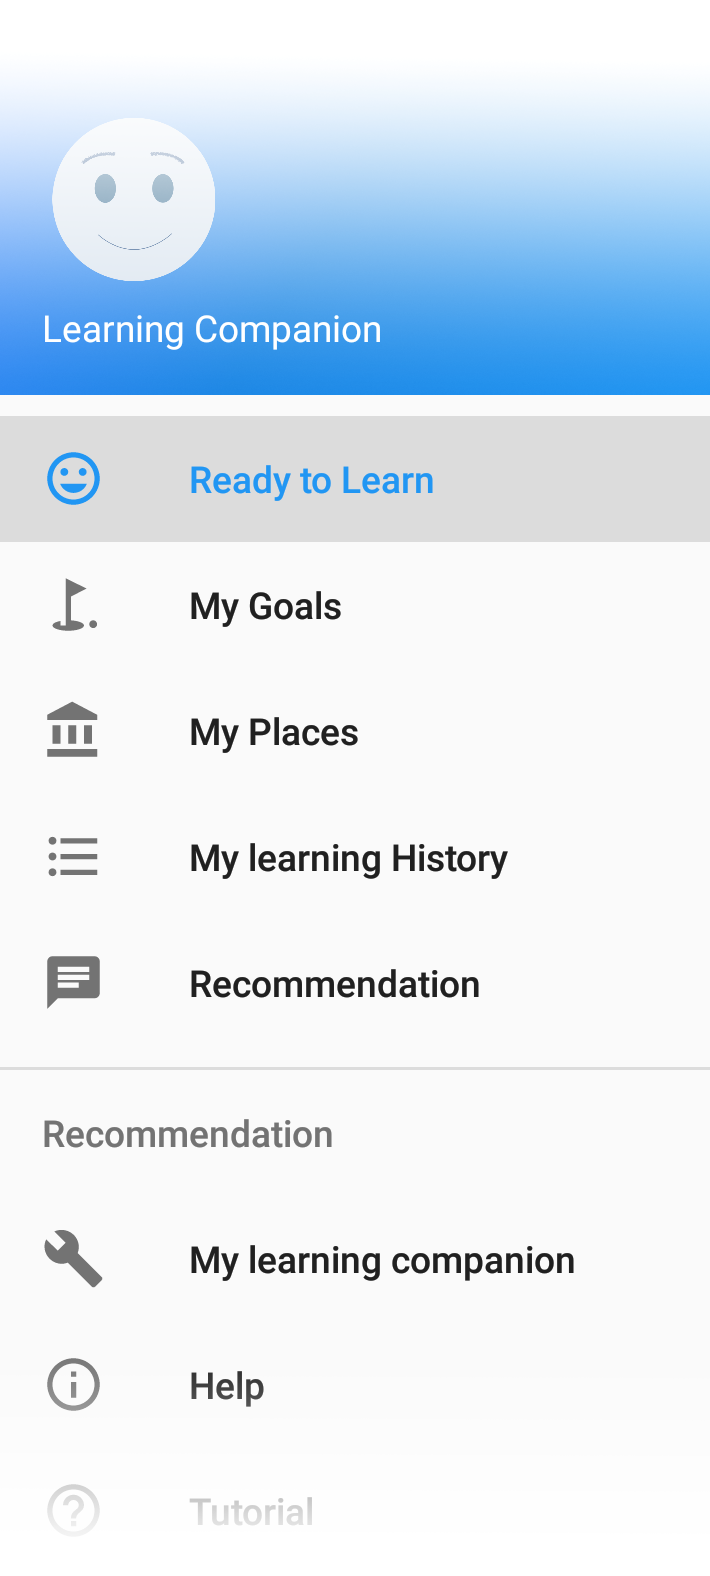 Learning Companion
Ready to Learn
My Goals
My Places
My learning History
Recommendation
Recommendation
My learning companion
Help
Tutorial